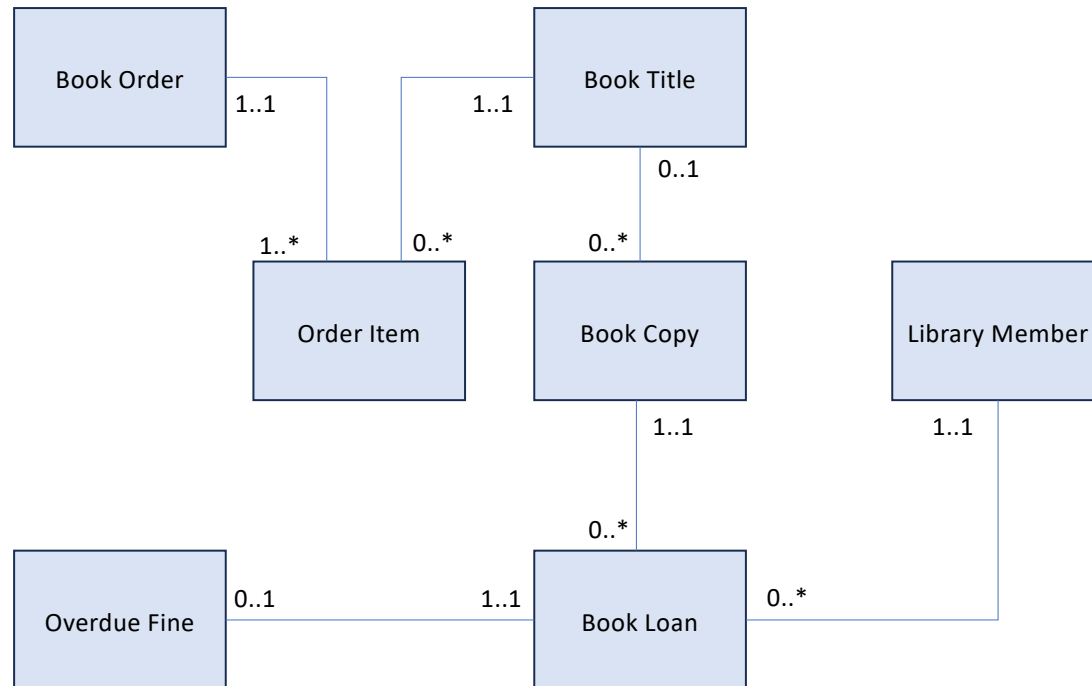 Book Order
1..1
1..1
Book Title
0..1
1..*
0..*
0..*
Order Item
Book Copy
Library Member
1..1
1..1
0..*
Overdue Fine
0..1
1..1
Book Loan
0..*